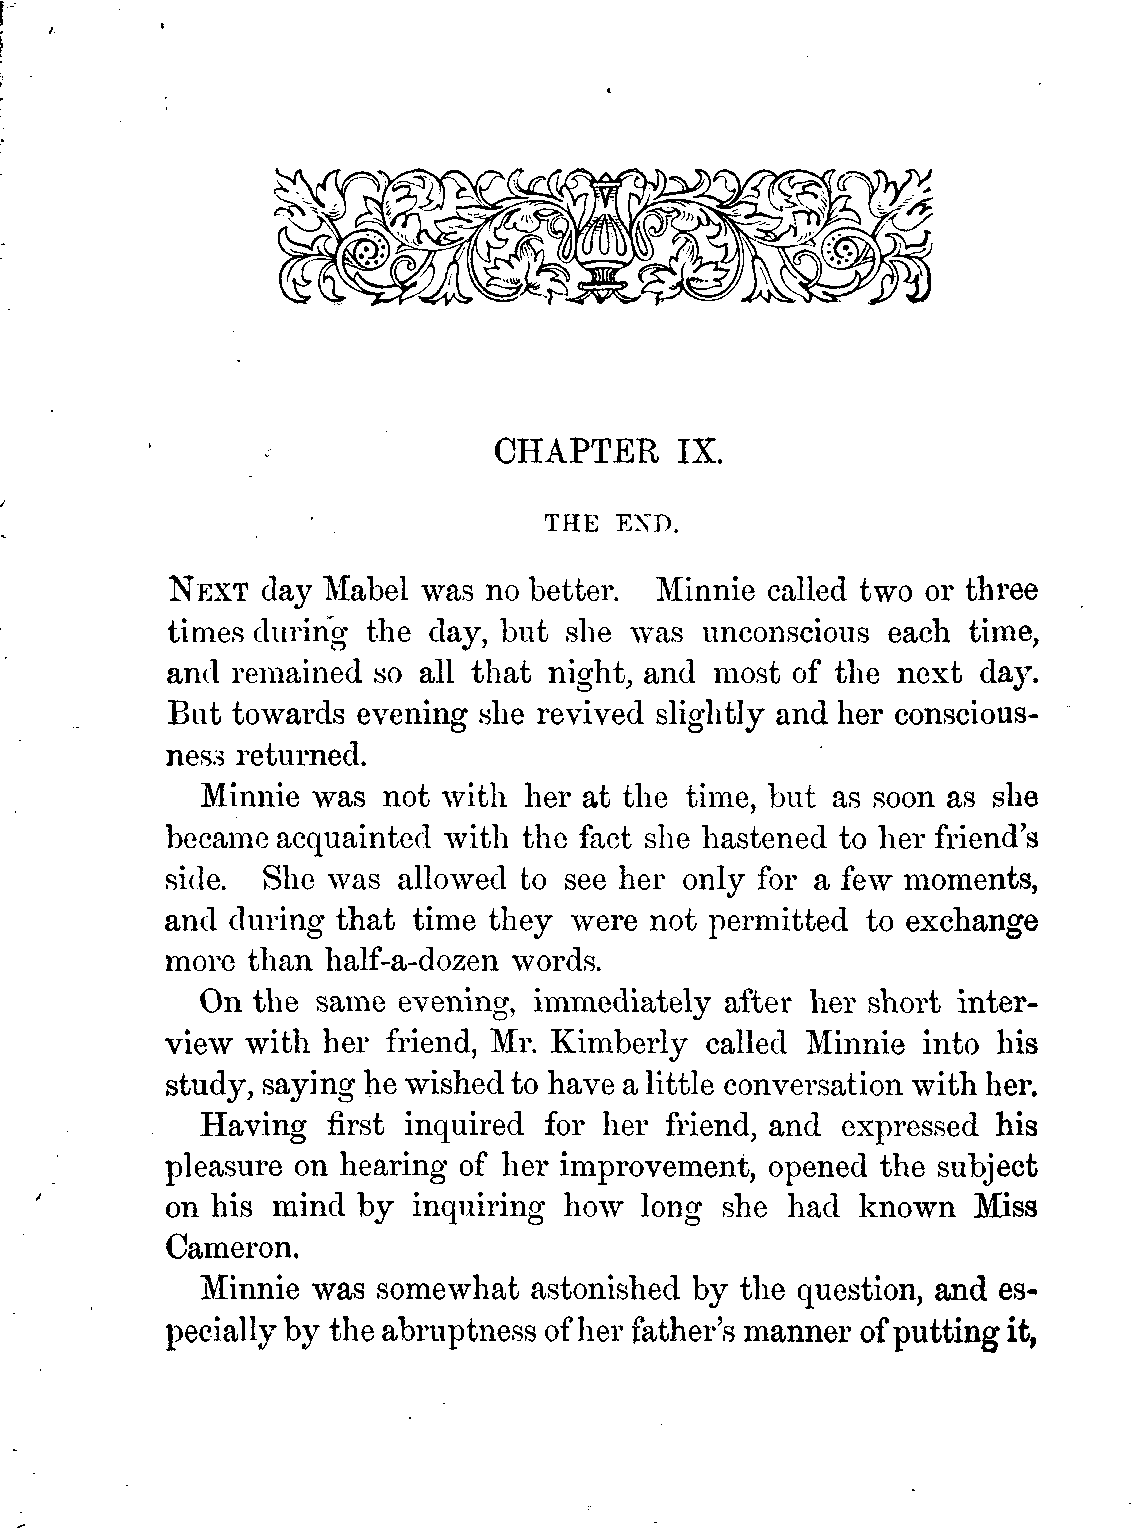 CHAPTER IX.
THE END.
NEXT day Mabel was no better. Minnie called two or three
times during the day, but she was unconscious each time,
and remained so all that night, and most of the next day.
But towards evening she revived slightly and her conscious-
ness returned.
Minnie was not with her at the time, but as soon as she
became acquainted with the fact she hastened to her friend's
side. She was allowed to see her only for a few moments,
and during that time they were not permitted to exchange
more than half-a-dozen words.
On the same evening, immediately after her short inter-
view with her friend, Mr. Kimberly called Minnie into his
study, saying he wished to have a little conversation with her.
Having first inquired for her friend, and expressed his
pleasure on hearing of her improvement, opened the subject
on his mind by inquiring how long she had known Miss
Cameron.
Minnie was somewhat astonished by the question, and es-
pecially by the abruptness of her father's manner of putting it,